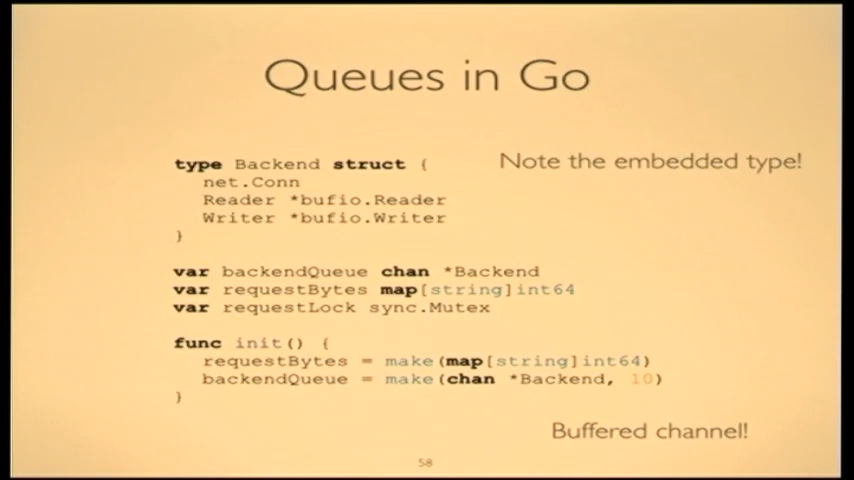 Queues in Go
type Backend struct {
Note the embedded type!
net.Conn
Reader *bufio.Reader
Writer *bufio.Writer
}
var backendQueue chan *Backend
var requestBytes map[string]int64
var requestLock sync.Mutex
func init() {
requestBytes = make(map[string]int64)
backendQueue = make(chan *Backend, 10)
}
Buffered channel!
58